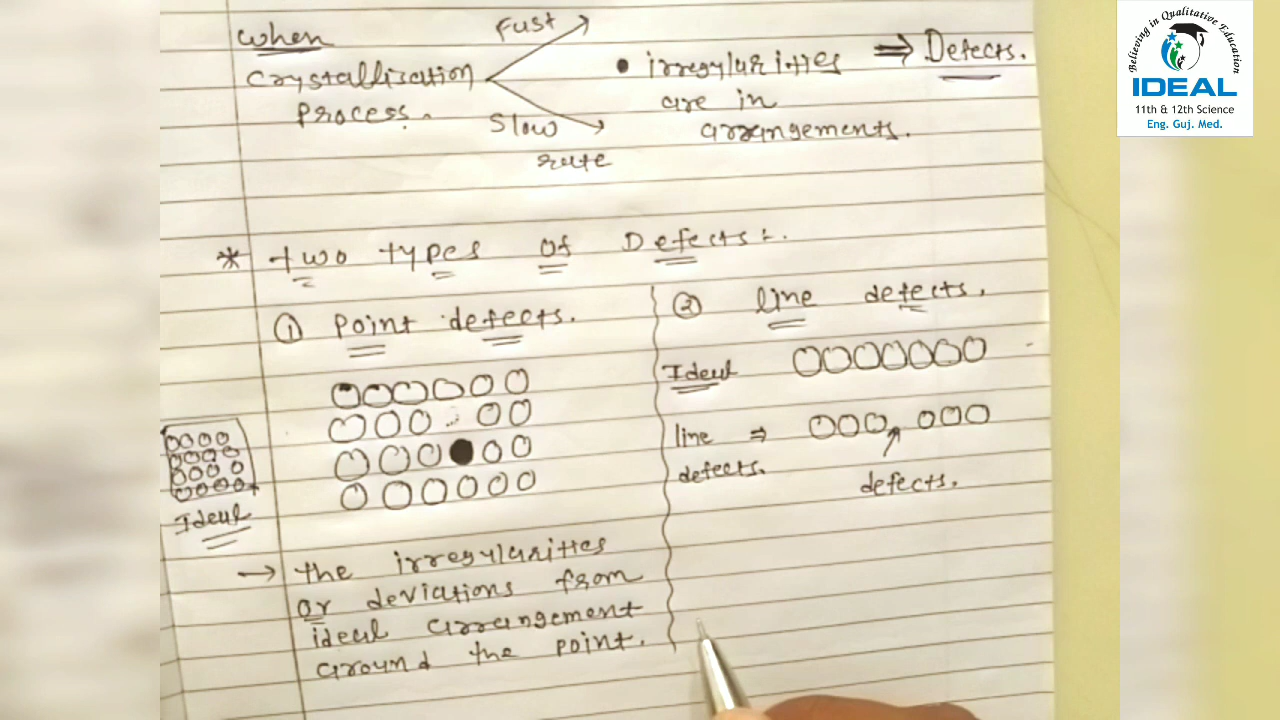 when
Fast
crystallisation
process.
Slow
rate
• irregularities
are in
arrangements.
⇒ Defects.
* two types of Defects :.
① Point defects.
Ideal
→ the irregularities
or deviations from
ideal arrangement
around the point.
② line defects.
Ideal
line ⇒
defects.
defects.
Believing in Qualitative Education
IDEAL
11th & 12th Science
Eng. Guj. Med.